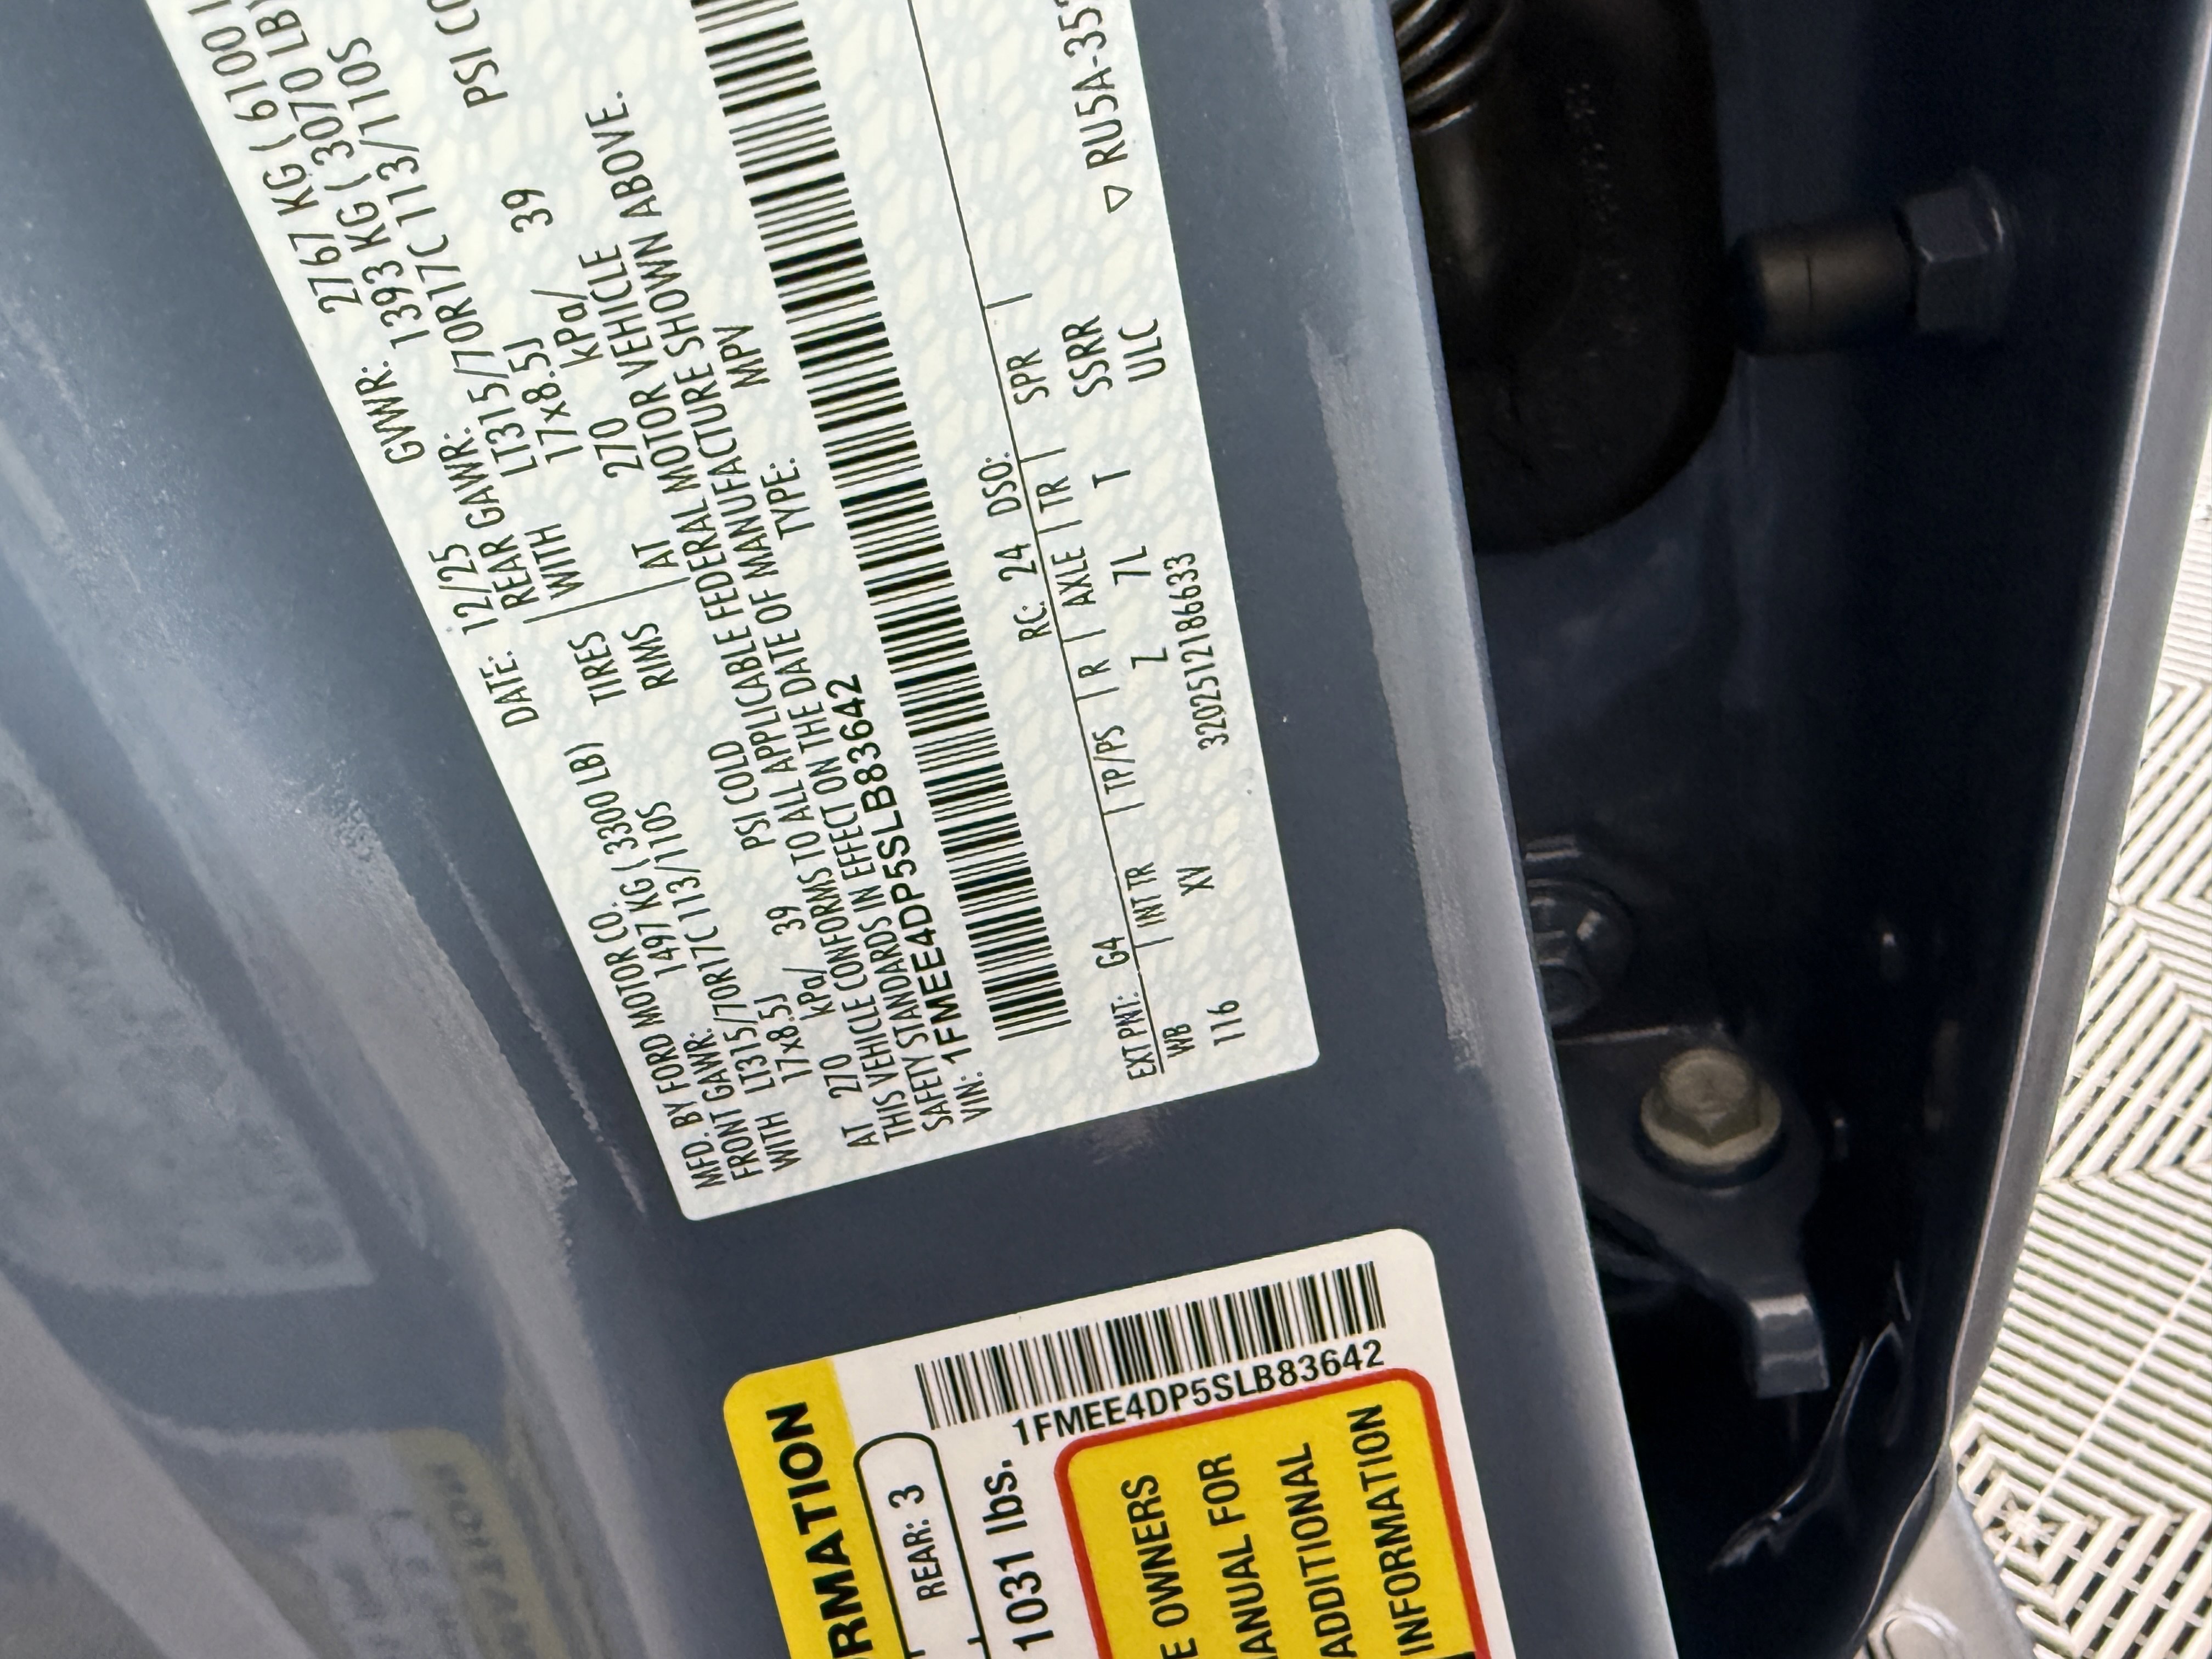 MFD. BY FORD MOTOR CO.
DATE: 12/25
GVWR: 2767 KG ( 6100 L
FRONT GAWR: 1497 KG ( 3300 LB)
REAR GAWR: 1393 KG ( 3070 LB)
WITH LT315/70R17C 113/110S TIRES
WITH LT315/70R17C 113/110S
17x8.5J RIMS
17x8.5J
AT 270 kPa/ 39 PSI COLD
AT 270 kPa/ 39 PSI CO
THIS VEHICLE CONFORMS TO ALL APPLICABLE FEDERAL MOTOR VEHICLE
SAFETY STANDARDS IN EFFECT ON THE DATE OF MANUFACTURE SHOWN ABOVE.
VIN: 1FMEE4DP5SLB83642
TYPE: MPV
EXT PNT: G4 RC: 24 DSO:
WB | INT TR | TP/PS | R | AXLE | TR | SPR
116 XV Z 7L T SSRR
▽ RU5A-35
3202512186633 ULC
RMATION
REAR: 3
1031 lbs.
1FMEE4DP5SLB83642
E OWNERS
ANUAL FOR
ADDITIONAL
INFORMATION